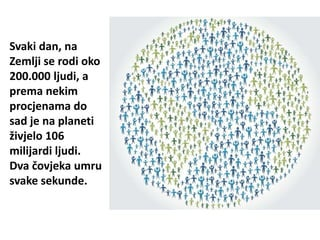 Svaki dan, na
Zemlji se rodi oko
200.000 ljudi, a
prema nekim
procjenama do
sad je na planeti
živjelo 106
milijardi ljudi.
Dva čovjeka umru
svake sekunde.